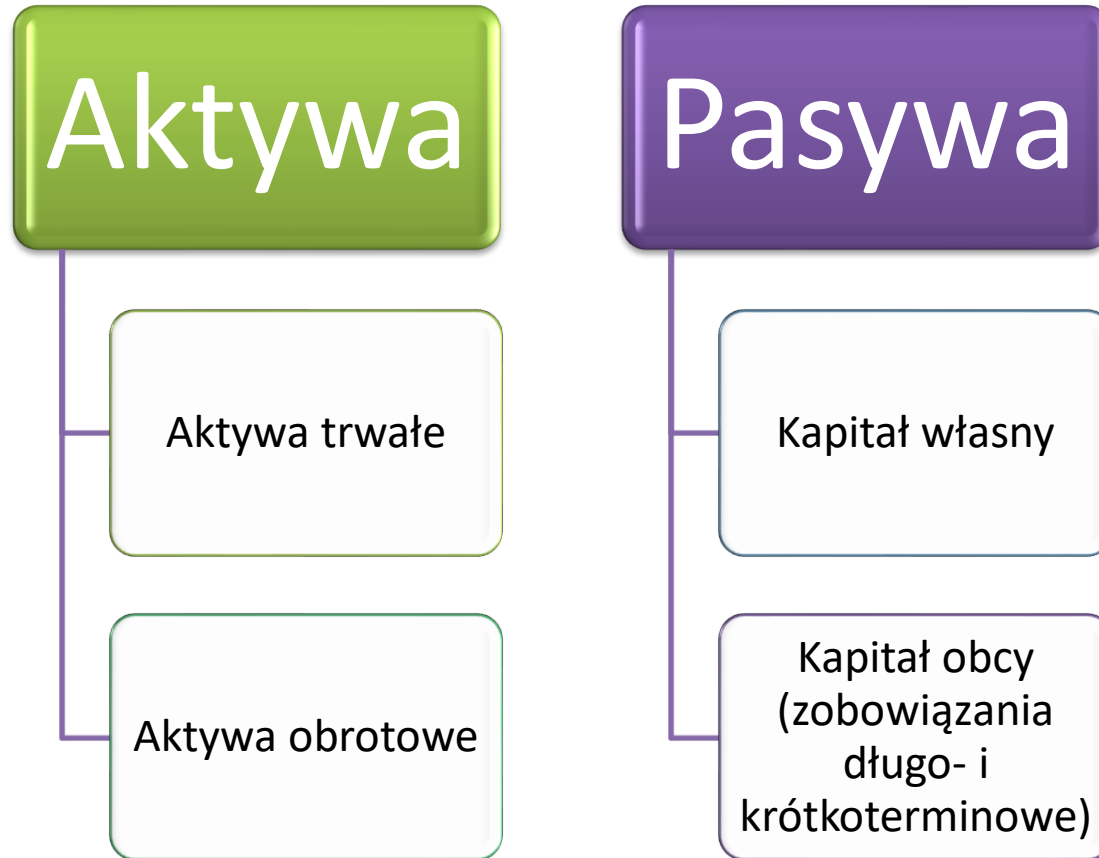 Aktywa
Aktywa trwałe
Aktywa obrotowe
Pasywa
Kapitał własny
Kapitał obcy
(zobowiązania
długo- i
krótkoterminowe)